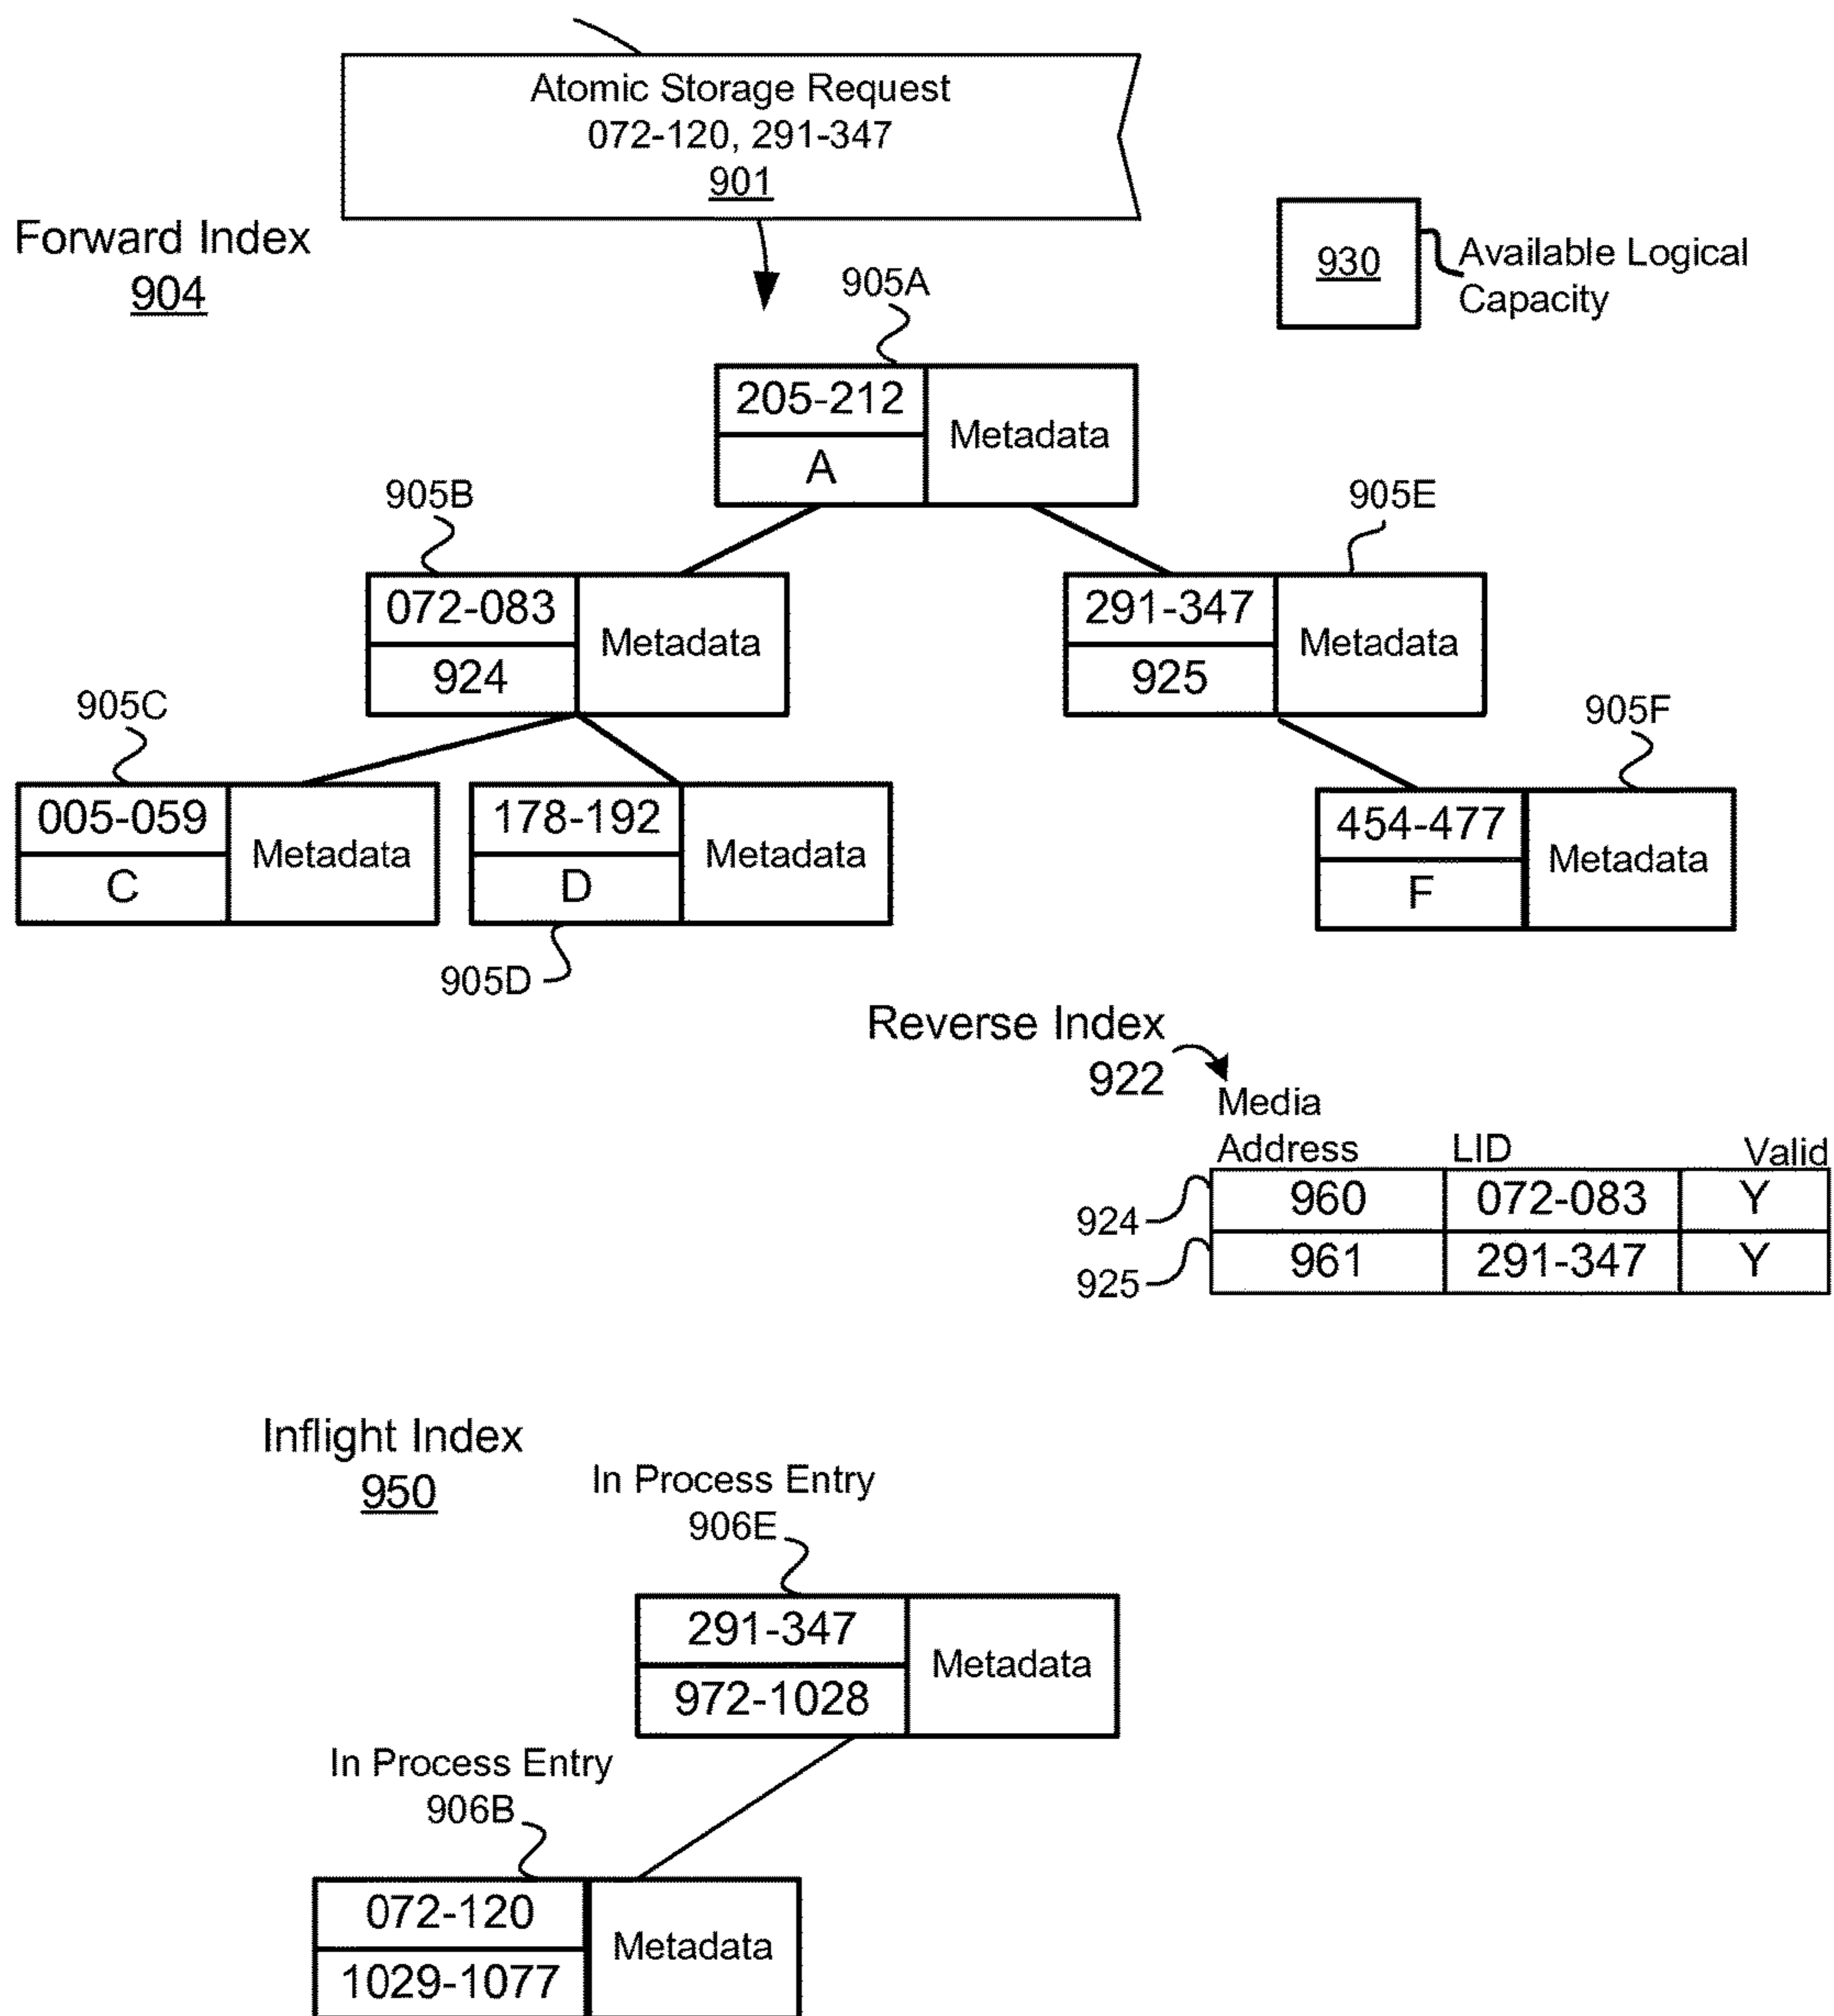 Atomic Storage Request
072-120, 291-347
901
Forward Index
904
930
Available Logical
Capacity
905A
205-212
A
Metadata
905B
072-083
924
Metadata
905E
291-347
925
Metadata
905C
005-059
C
Metadata
178-192
D
Metadata
905D
905F
454-477
F
Metadata
Reverse Index
922
Media
Address LID Valid
924 960 072-083 Y
925 961 291-347 Y
Inflight Index
950
In Process Entry
906E
291-347
972-1028
Metadata
In Process Entry
906B
072-120
1029-1077
Metadata